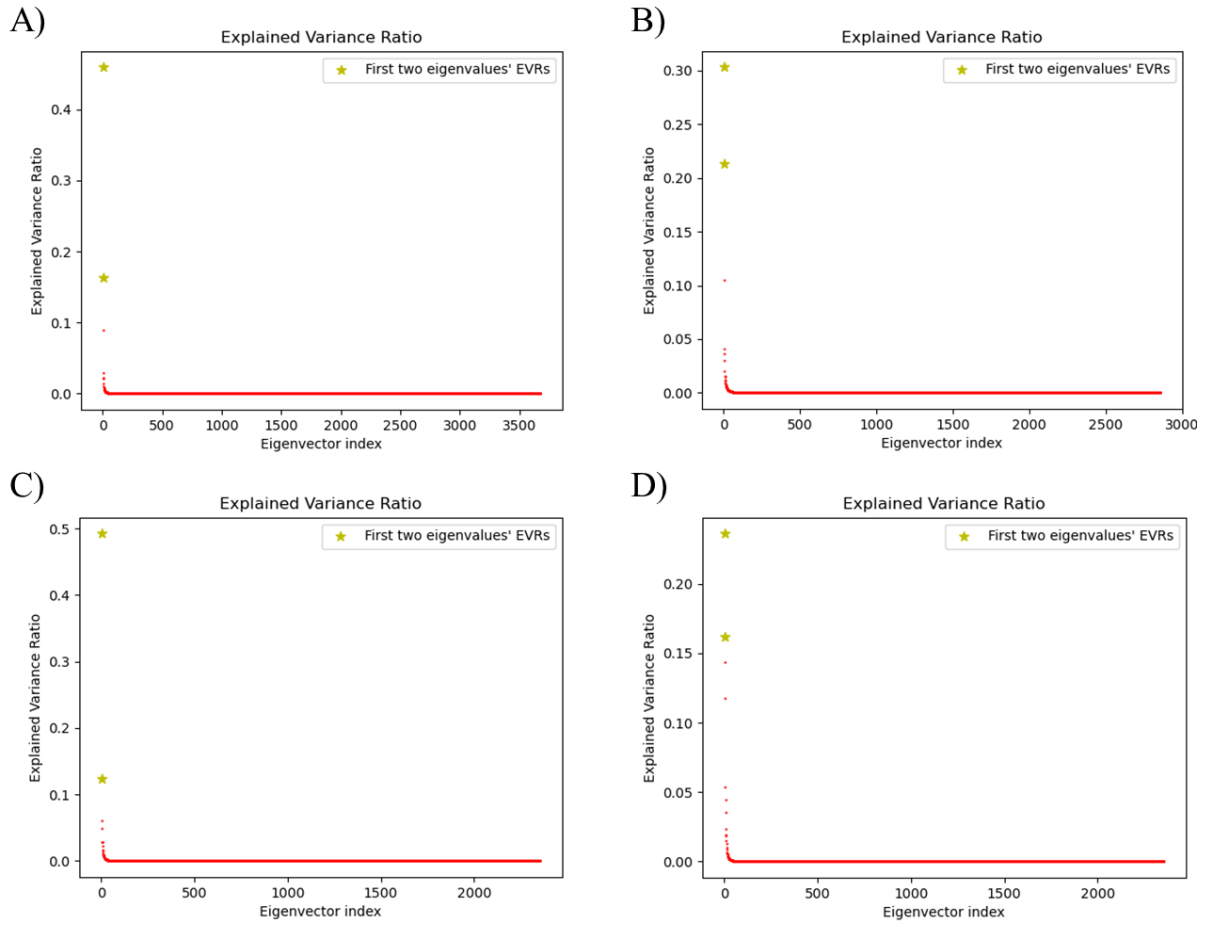 A)
Explained Variance Ratio
First two eigenvalues' EVRs
Explained Variance Ratio
0.4
0.3
0.2
0.1
0.0
0 500 1000 1500 2000 2500 3000 3500
Eigenvector index
B)
Explained Variance Ratio
First two eigenvalues' EVRs
Explained Variance Ratio
0.30
0.25
0.20
0.15
0.10
0.05
0.00
0 500 1000 1500 2000 2500 3000
Eigenvector index
C)
Explained Variance Ratio
First two eigenvalues' EVRs
Explained Variance Ratio
0.5
0.4
0.3
0.2
0.1
0.0
0 500 1000 1500 2000
Eigenvector index
D)
Explained Variance Ratio
First two eigenvalues' EVRs
Explained Variance Ratio
0.20
0.15
0.10
0.05
0.00
0 500 1000 1500 2000
Eigenvector index